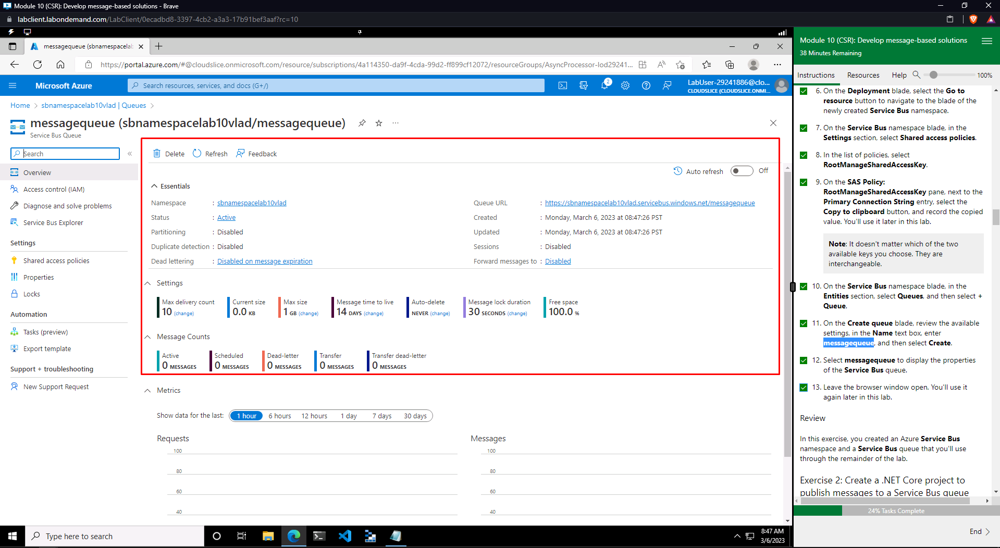 Module 10 (CSR): Develop message-based solutions - Brave
labclient.labondemand.com/LabClient/0ecadbd8-3397-4cb2-a3a3-17b91bef3aaf?rc=10
messagequeue (sbnamespacelab
https://portal.azure.com/#@cloudslice.onmicrosoft.com/resource/subscriptions/4a114350-da9f-4cda-99d2-ff899cf12072/resourceGroups/AsyncProcessor-lod29241...
Microsoft Azure
Search resources, services, and docs (G+/)
2
LabUser-29241886@clo...
CLOUDSLICE (CLOUDSLICE.ONMI...
Home > sbnamespacelab10vlad | Queues >
messagequeue (sbnamespacelab10vlad/messagequeue)
Service Bus Queue
Search
Overview
Access control (IAM)
Diagnose and solve problems
Service Bus Explorer
Settings
Shared access policies
Properties
Locks
Automation
Tasks (preview)
Export template
Support + troubleshooting
New Support Request
Delete Refresh Feedback
Auto refresh Off
Essentials
Namespace : sbnamespacelab10vlad
Status : Active
Partitioning : Disabled
Duplicate detection : Disabled
Dead lettering : Disabled on message expiration
Queue URL : https://sbnamespacelab10vlad.servicebus.windows.net/messagequeue
Created : Monday, March 6, 2023 at 08:47:26 PST
Updated : Monday, March 6, 2023 at 08:47:26 PST
Sessions : Disabled
Forward messages to : Disabled
Settings
Max delivery count
10 (change)
Current size
0.0 KB
Max size
1 GB (change)
Message time to live
14 DAYS (change)
Auto-delete
NEVER (change)
Message lock duration
30 SECONDS (change)
Free space
100.0 %
Message Counts
Active
0 MESSAGES
Scheduled
0 MESSAGES
Dead-letter
0 MESSAGES
Transfer
0 MESSAGES
Transfer dead-letter
0 MESSAGES
Metrics
Show data for the last: 1 hour 6 hours 12 hours 1 day 7 days 30 days
Requests
100
80
60
40
Messages
100
80
60
40
Type here to search
8:47 AM
3/6/2023
Module 10 (CSR): Develop message-based solutions
38 Minutes Remaining
Instructions Resources Help 100%
6. On the Deployment blade, select the Go to
resource button to navigate to the blade of the
newly created Service Bus namespace.
7. On the Service Bus namespace blade, in the
Settings section, select Shared access policies.
8. In the list of policies, select
RootManageSharedAccessKey.
9. On the SAS Policy:
RootManageSharedAccessKey pane, next to the
Primary Connection String entry, select the
Copy to clipboard button, and record the copied
value. You'll use it later in this lab.
Note: It doesn't matter which of the two
available keys you choose. They are
interchangeable.
10. On the Service Bus namespace blade, in the
Entities section, select Queues, and then select +
Queue.
11. On the Create queue blade, review the available
settings, in the Name text box, enter
messagequeue, and then select Create.
12. Select messagequeue to display the properties
of the Service Bus queue.
13. Leave the browser window open. You'll use it
again later in this lab.
Review
In this exercise, you created an Azure Service Bus
namespace and a Service Bus queue that you'll use
through the remainder of the lab.
Exercise 2: Create a .NET Core project to
publish messages to a Service Bus queue
24% Tasks Complete
End